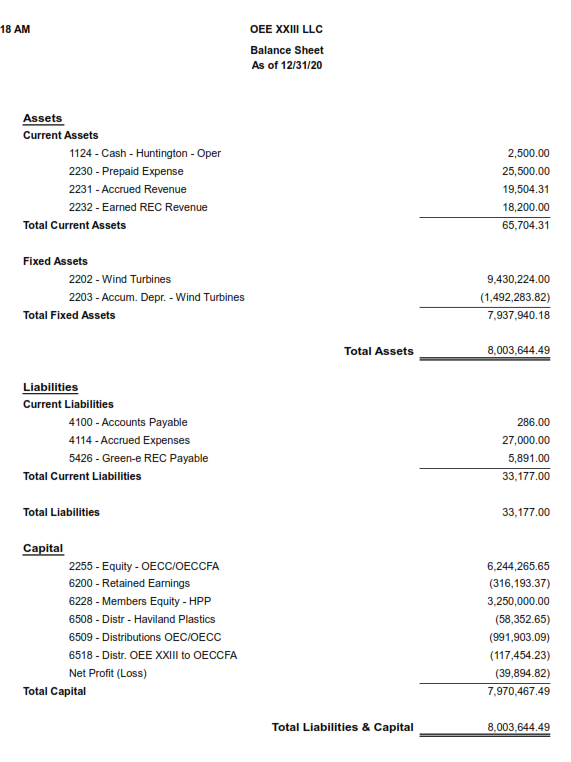 18 AM OEE XXIII LLC
Balance Sheet
As of 12/31/20
Assets
Current Assets
1124 - Cash - Huntington - Oper 2,500.00
2230 - Prepaid Expense 25,500.00
2231 - Accrued Revenue 19,504.31
2232 - Earned REC Revenue 18,200.00
Total Current Assets 65,704.31
Fixed Assets
2202 - Wind Turbines 9,430,224.00
2203 - Accum. Depr. - Wind Turbines (1,492,283.82)
Total Fixed Assets 7,937,940.18
Total Assets 8,003,644.49
Liabilities
Current Liabilities
4100 - Accounts Payable 286.00
4114 - Accrued Expenses 27,000.00
5426 - Green-e REC Payable 5,891.00
Total Current Liabilities 33,177.00
Total Liabilities 33,177.00
Capital
2255 - Equity - OECC/OECCFA 6,244,265.65
6200 - Retained Earnings (316,193.37)
6228 - Members Equity - HPP 3,250,000.00
6508 - Distr - Haviland Plastics (58,352.65)
6509 - Distributions OEC/OECC (991,903.09)
6518 - Distr. OEE XXIII to OECCFA (117,454.23)
Net Profit (Loss) (39,894.82)
Total Capital 7,970,467.49
Total Liabilities & Capital 8,003,644.49